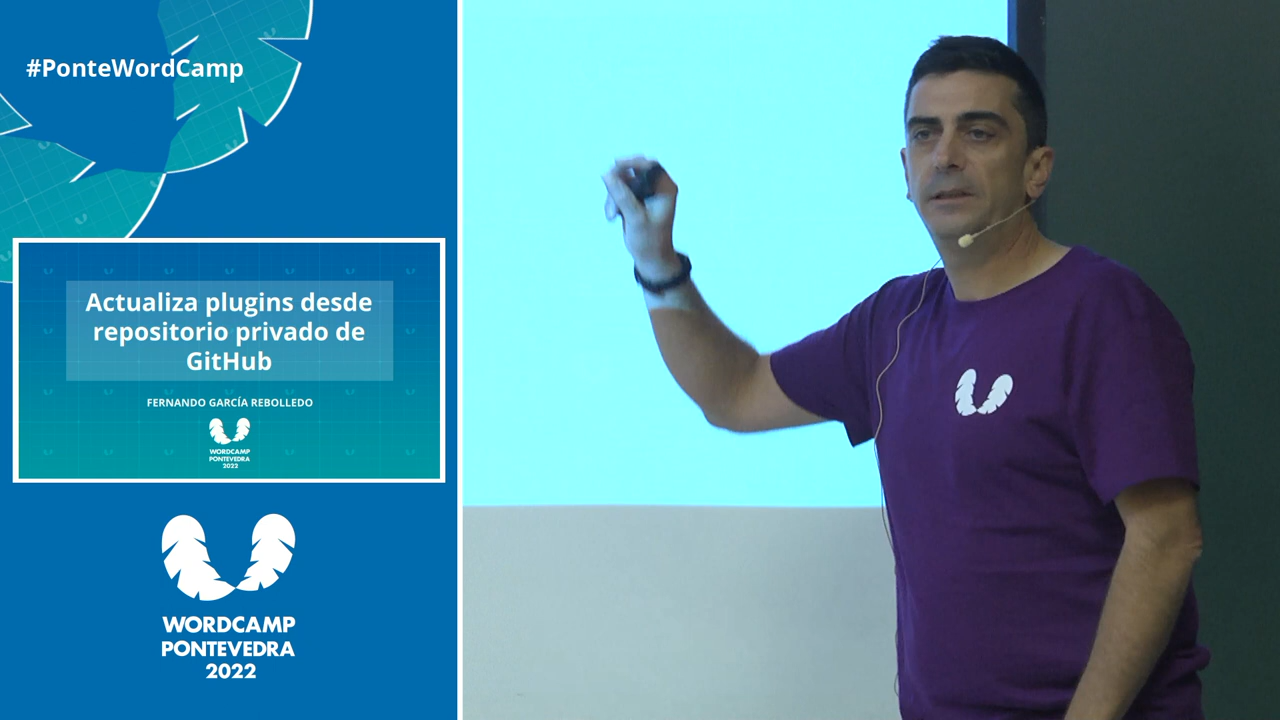 #PonteWordCamp
Actualiza plugins desde
repositorio privado de
GitHub
FERNANDO GARCÍA REBOLLEDO
WORDCAMP
PONTEVEDRA
2022
WORDCAMP
PONTEVEDRA
2022